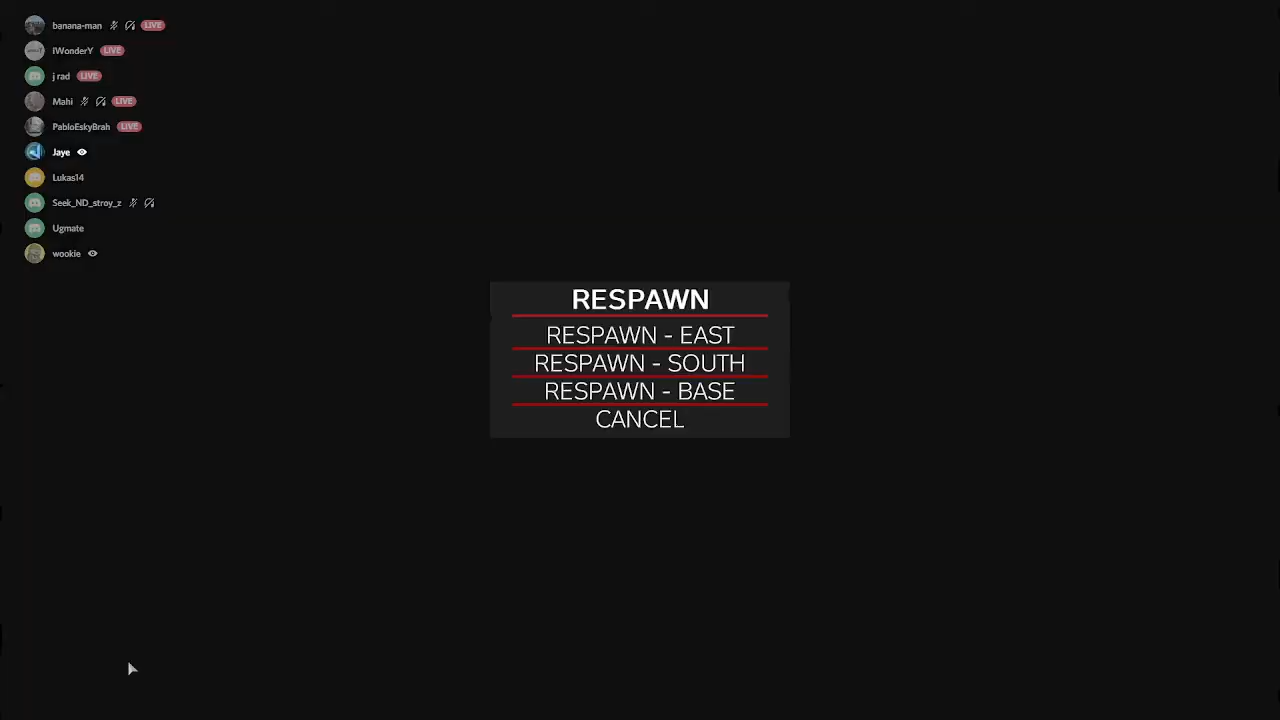 banana-man LIVE
IWonderY LIVE
j rad LIVE
Mahi LIVE
PabloEskyBrah LIVE
Jaye
Lukas14
Seek_ND_stroy_z
Ugmate
wookie
RESPAWN
RESPAWN - EAST
RESPAWN - SOUTH
RESPAWN - BASE
CANCEL